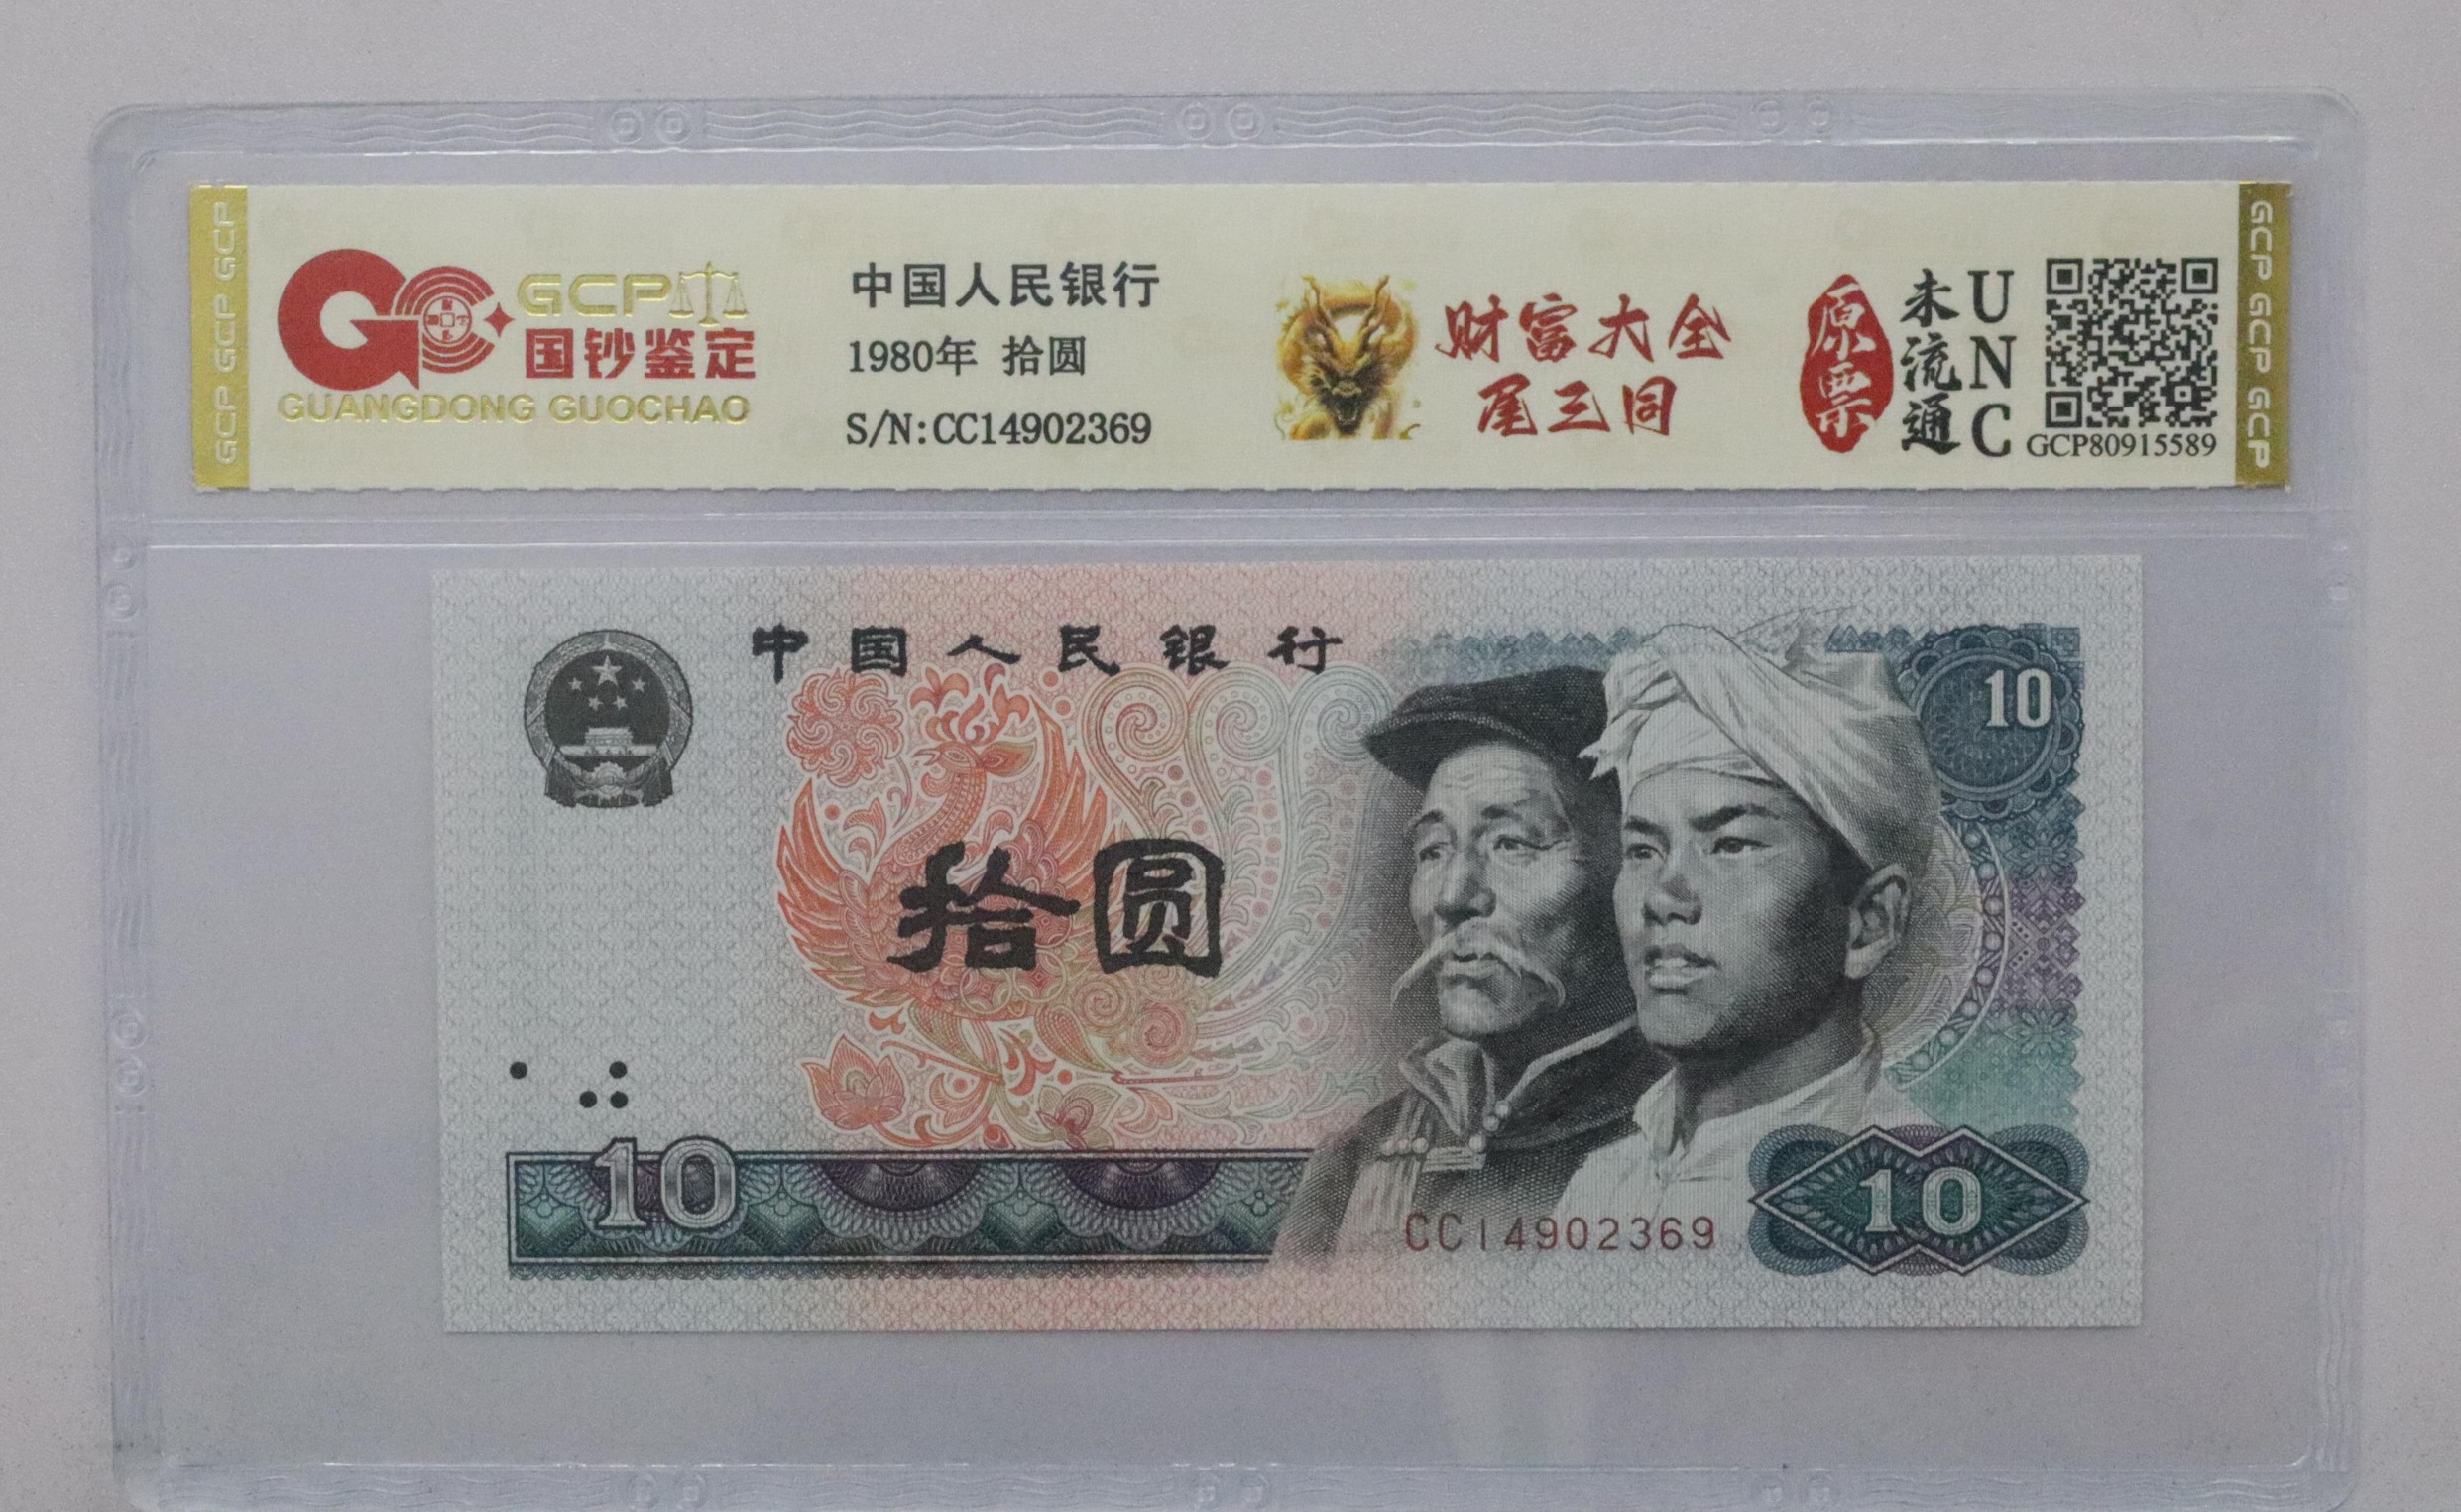 GCP GCP GCP
GCP
国钞鉴定
GUANGDONG GUOCHAO
中国人民银行
1980年 拾圆
S/N:CC14902369
财富大全
尾三同
原票
未流通
UNC
GCP80915589
GCP GCP GCP
中国人民银行
10
拾圆
10
CC14902369
10